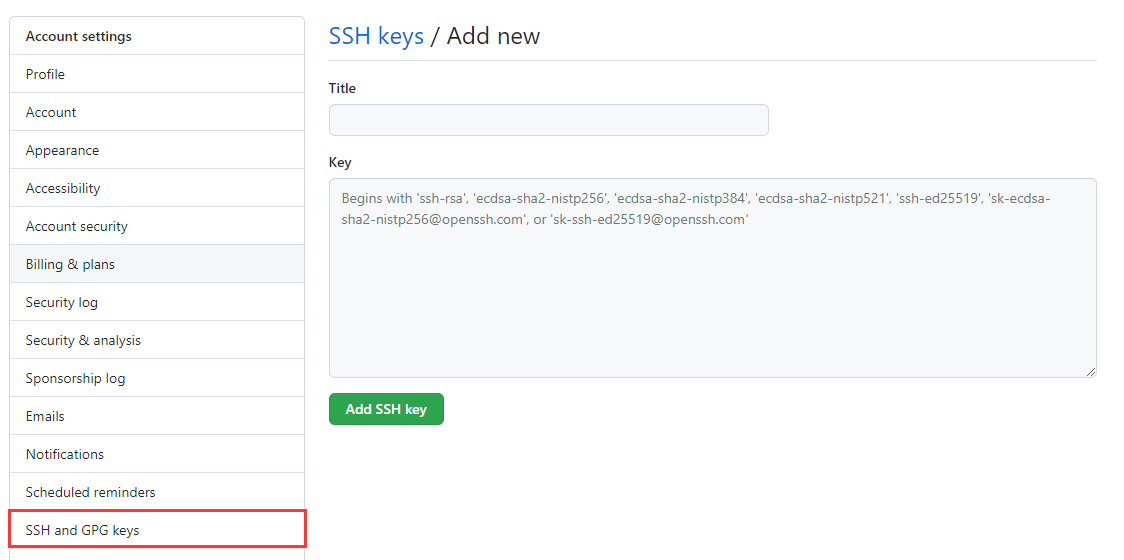 Account settings
Profile
Account
Appearance
Accessibility
Account security
Billing & plans
Security log
Security & analysis
Sponsorship log
Emails
Notifications
Scheduled reminders
SSH and GPG keys
SSH keys / Add new
Title
Key
Begins with 'ssh-rsa', 'ecdsa-sha2-nistp256', 'ecdsa-sha2-nistp384', 'ecdsa-sha2-nistp521', 'ssh-ed25519', 'sk-ecdsa-
sha2-nistp256@openssh.com', or 'sk-ssh-ed25519@openssh.com'
Add SSH key